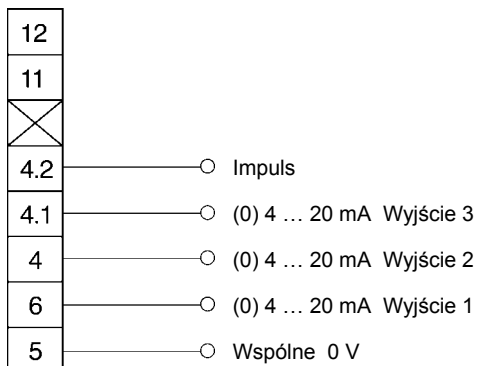 12
11
4.2 Impuls
4.1 (0) 4 … 20 mA Wyjście 3
4 (0) 4 … 20 mA Wyjście 2
6 (0) 4 … 20 mA Wyjście 1
5 Wspólne 0 V